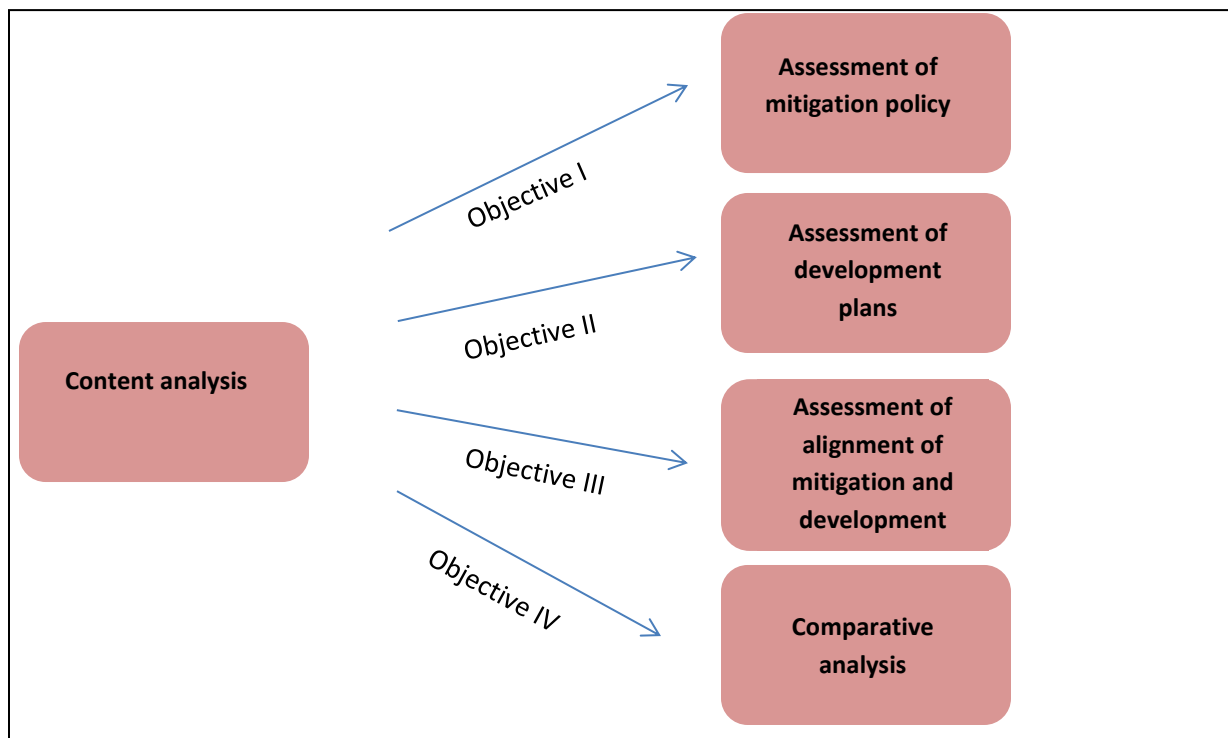 Assessment of
mitigation policy
Objective I
Assessment of
development
plans
Objective II
Content analysis
Assessment of
alignment of
mitigation and
development
Objective III
Comparative
analysis
Objective IV